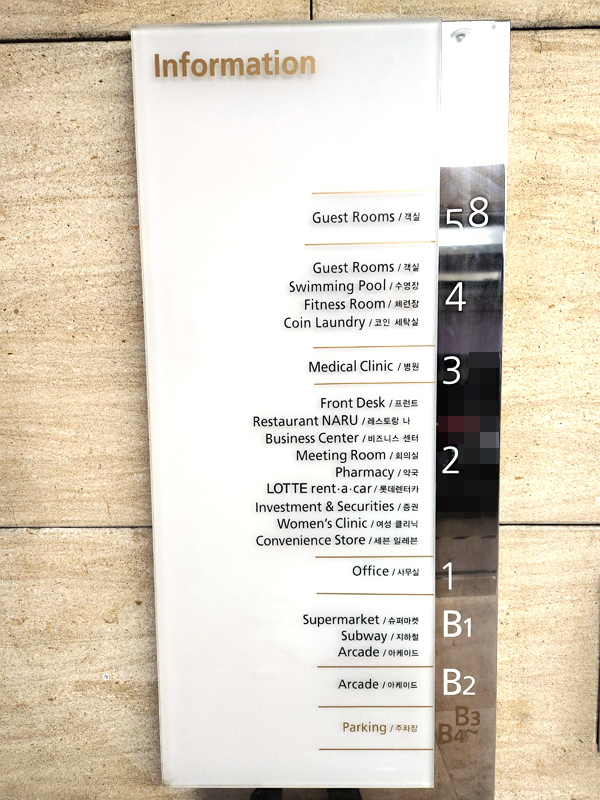 Information
Guest Rooms / 객실 5 8
Guest Rooms / 객실
Swimming Pool / 수영장
Fitness Room / 체련장
Coin Laundry / 코인 세탁실
4
Medical Clinic / 병원 3
Front Desk / 프런트
Restaurant NARU / 레스토랑 나
Business Center / 비즈니스 센터
Meeting Room / 회의실
Pharmacy / 약국
LOTTE rent·a·car / 롯데렌터카
Investment & Securities / 증권
Women's Clinic / 여성 클리닉
Convenience Store / 세븐 일레븐
2
Office / 사무실 1
Supermarket / 슈퍼마켓
Subway / 지하철
Arcade / 아케이드
B1
Arcade / 아케이드 B2
Parking / 주차장
B3
B4~